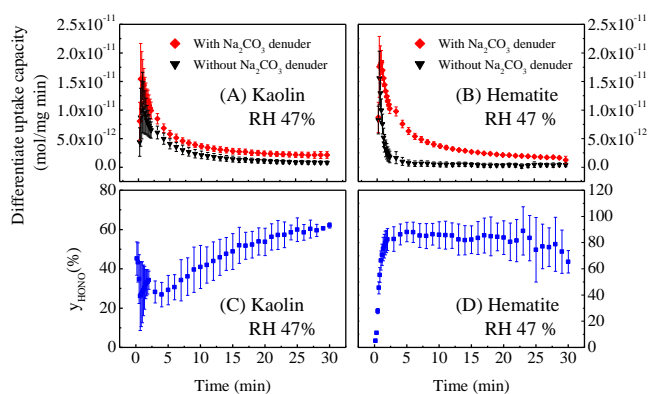 Differentiate uptake capacity
(mol/mg min)
2.5x10⁻¹¹
2.0x10⁻¹¹
1.5x10⁻¹¹
1.0x10⁻¹¹
5.0x10⁻¹²
0.0
With Na₂CO₃ denuder
Without Na₂CO₃ denuder
(A) Kaolin
RH 47%
With Na₂CO₃ denuder
Without Na₂CO₃ denuder
(B) Hematite
RH 47%
2.5x10⁻¹¹
2.0x10⁻¹¹
1.5x10⁻¹¹
1.0x10⁻¹¹
5.0x10⁻¹²
0.0
y_HONO(%)
80
60
40
20
0
(C) Kaolin
RH 47%
0 5 10 15 20 25 30
Time (min)
(D) Hematite
RH 47 %
120
100
80
60
40
20
0
0 5 10 15 20 25 30
Time (min)